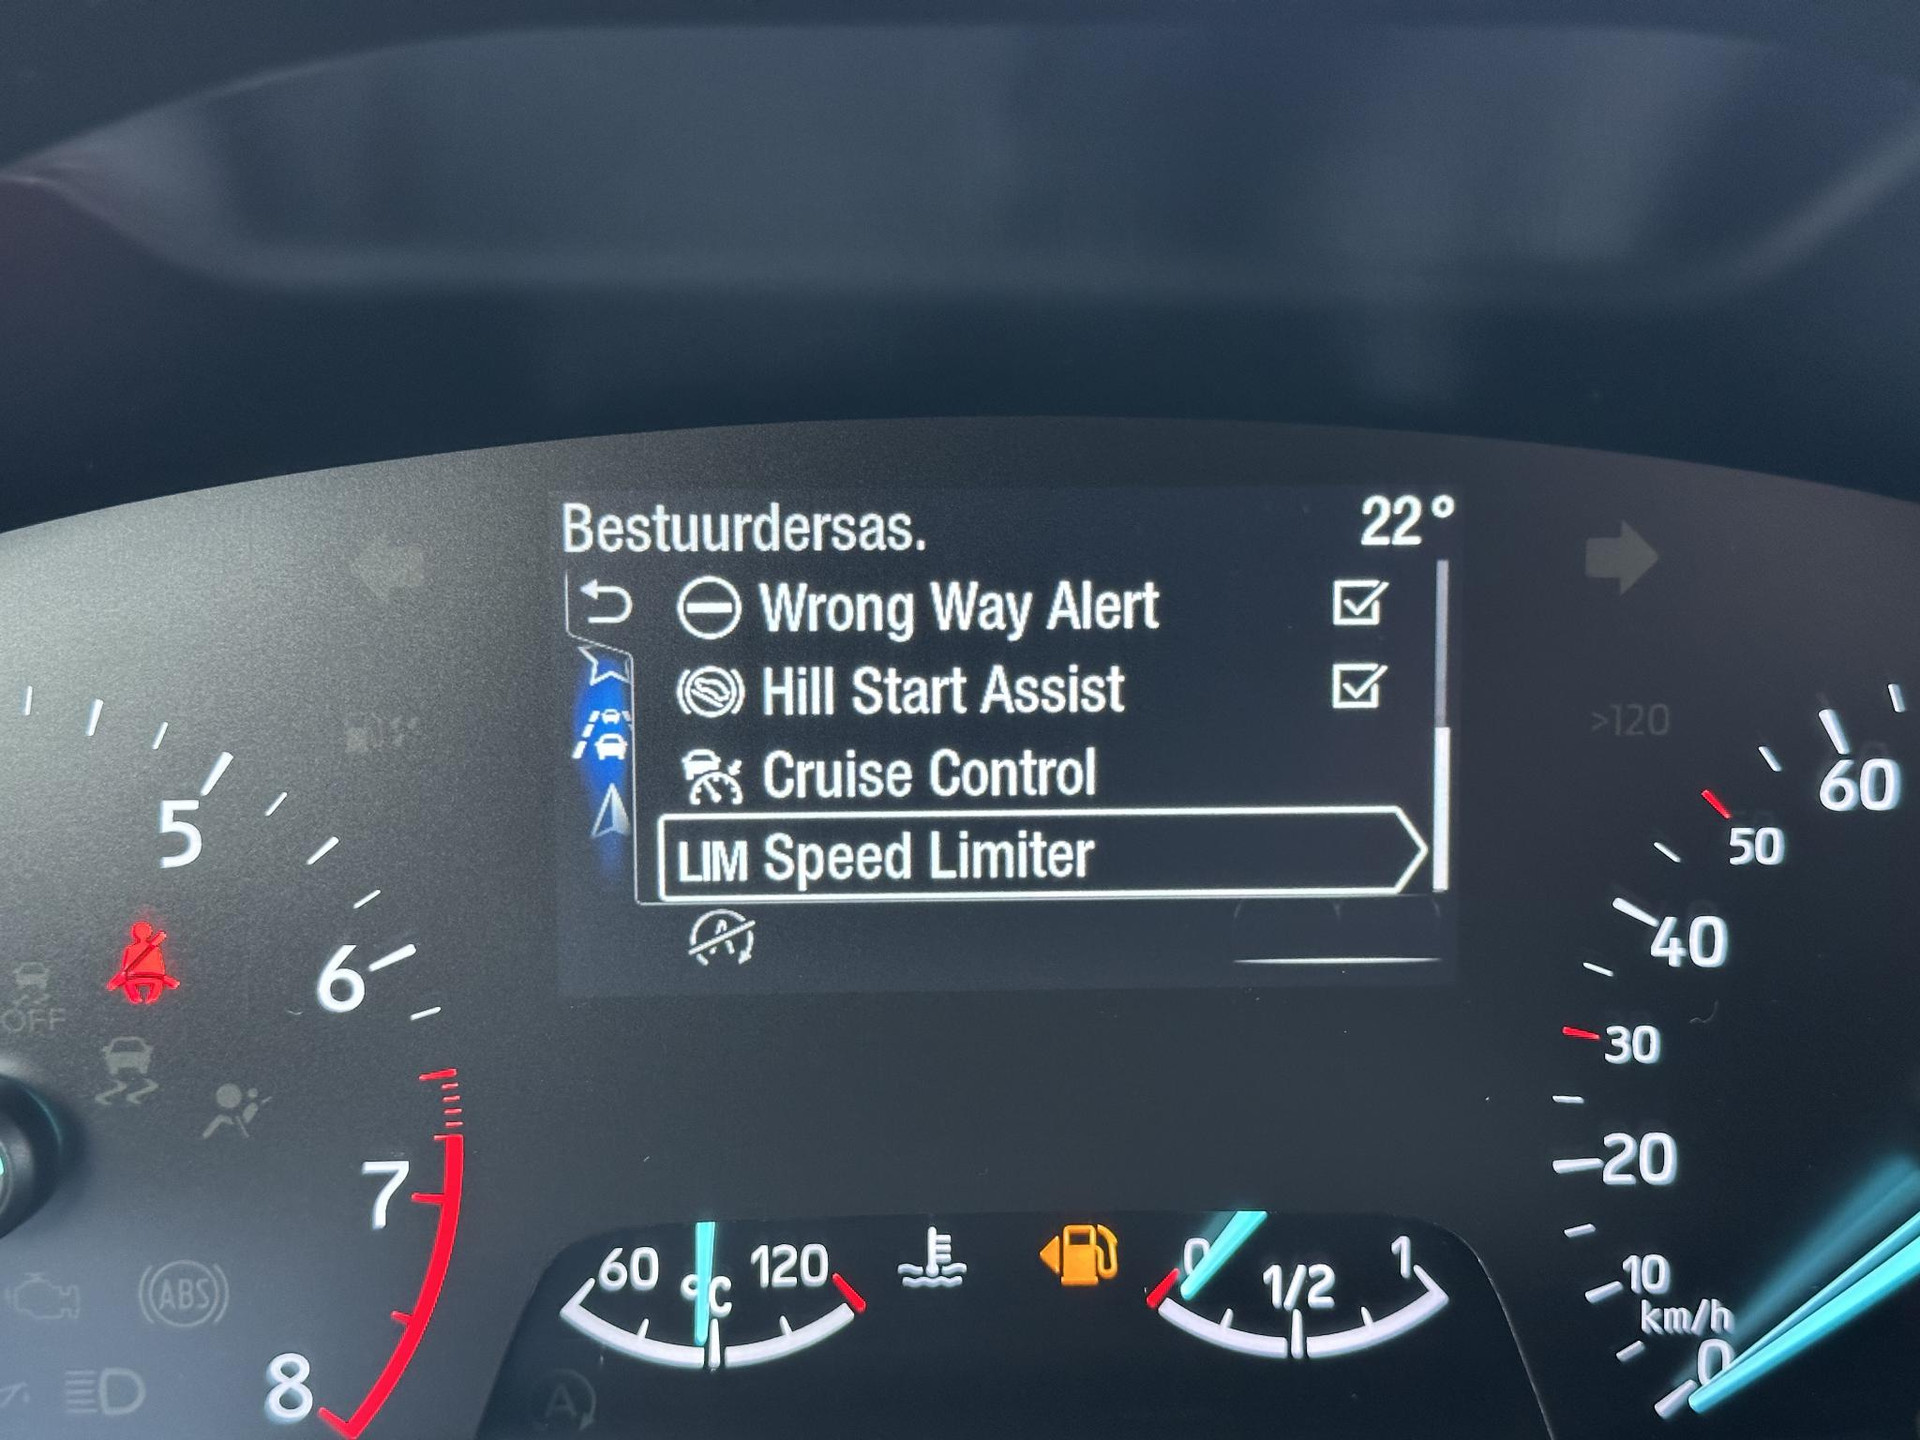 Bestuurdersas. 22°
Wrong Way Alert
Hill Start Assist
Cruise Control
LIM Speed Limiter
A
>120
5
6
7
8
OFF
ABS
60
50
40
30
20
10
km/h
0
60 °C 120
0 1/2 1
A